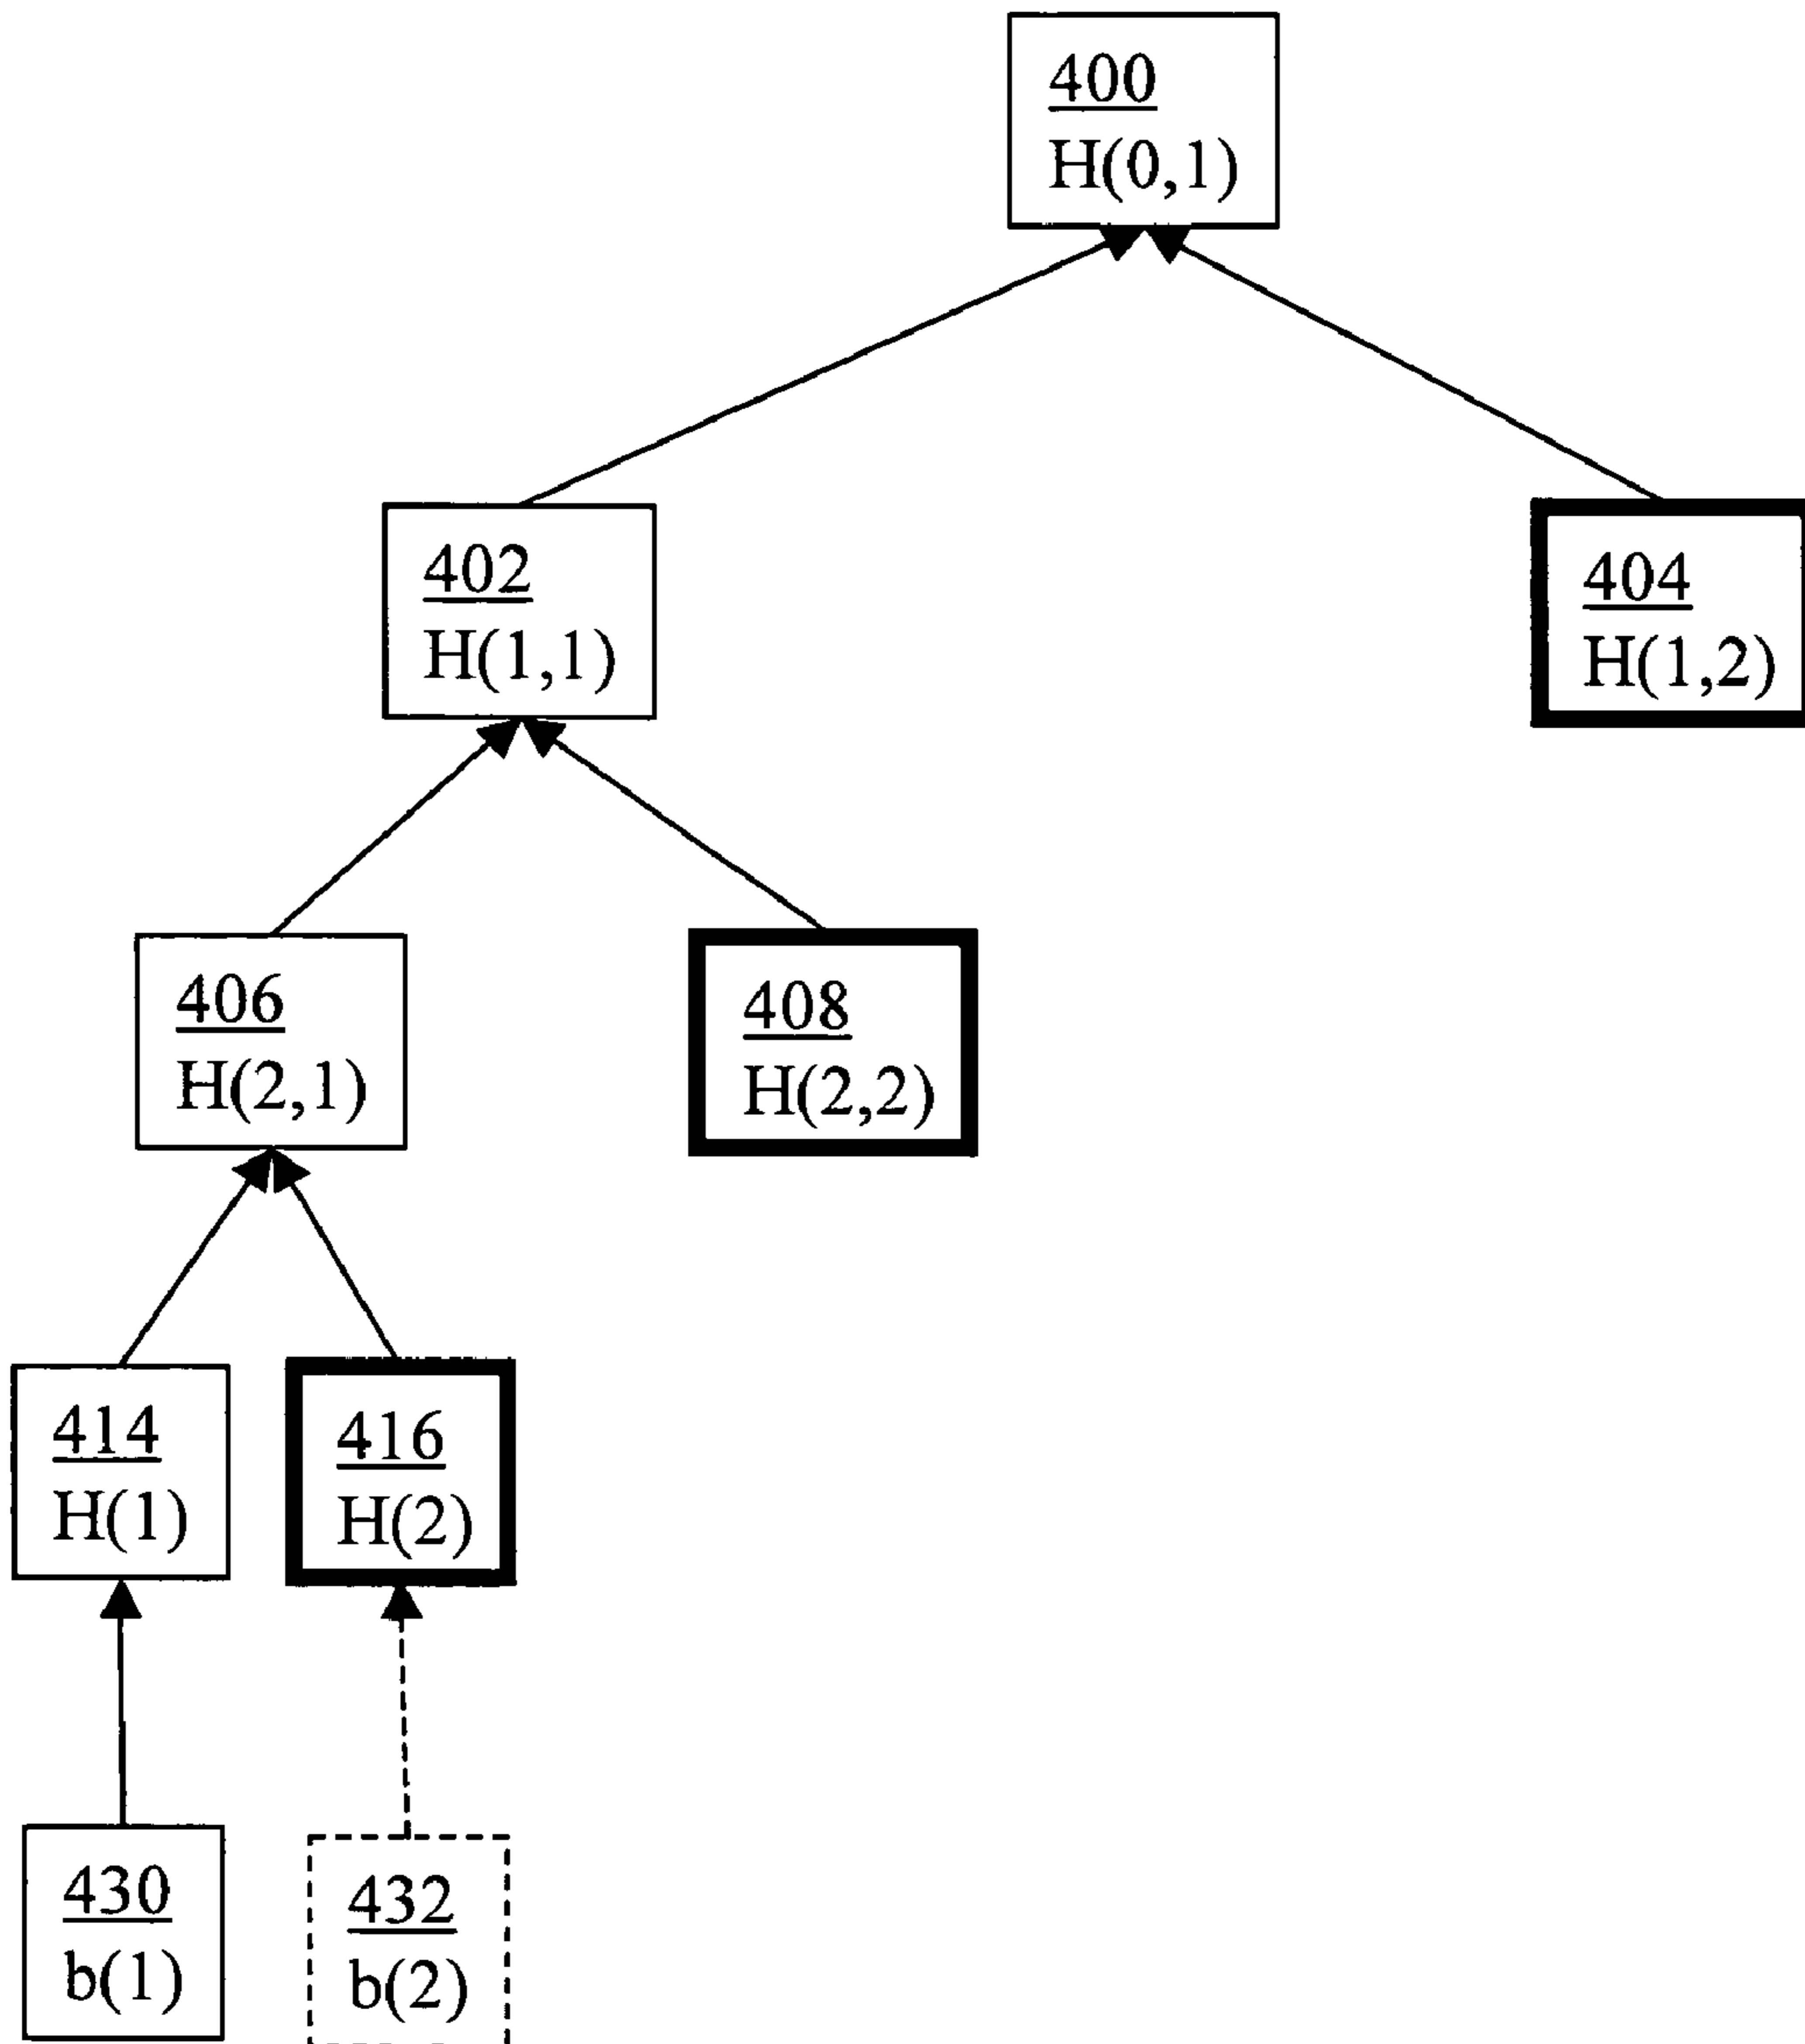 400
H(0,1)
402
H(1,1)
404
H(1,2)
406
H(2,1)
408
H(2,2)
414
H(1)
416
H(2)
430
b(1)
432
b(2)